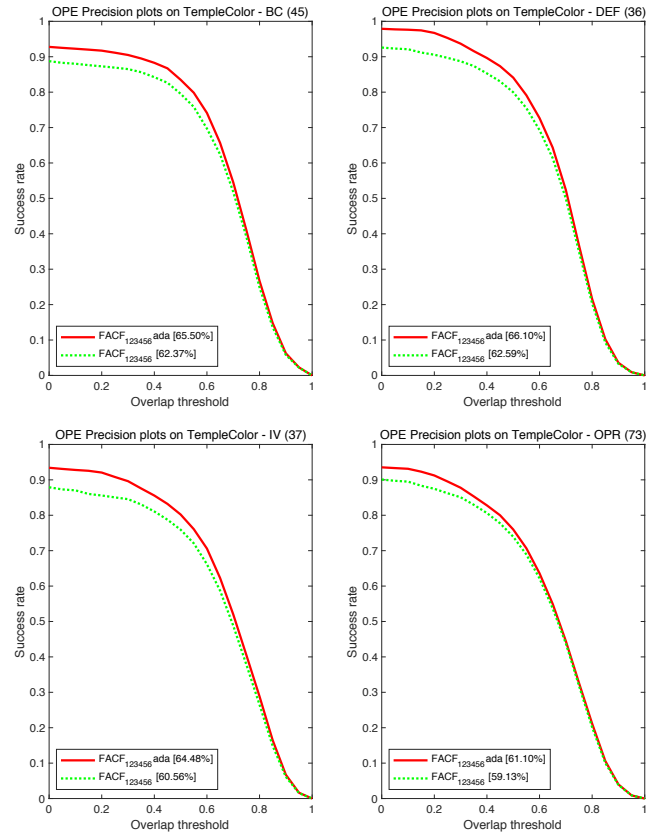 OPE Precision plots on TempleColor - BC (45)
1
0.9
0.8
0.7
0.6
0.5
0.4
0.3
0.2
0.1
0
Success rate
FACF123456 ada [65.50%]
FACF123456 [62.37%]
0 0.2 0.4 0.6 0.8 1
Overlap threshold
OPE Precision plots on TempleColor - DEF (36)
1
0.9
0.8
0.7
0.6
0.5
0.4
0.3
0.2
0.1
0
Success rate
FACF123456 ada [66.10%]
FACF123456 [62.59%]
0 0.2 0.4 0.6 0.8 1
Overlap threshold
OPE Precision plots on TempleColor - IV (37)
1
0.9
0.8
0.7
0.6
0.5
0.4
0.3
0.2
0.1
0
Success rate
FACF123456 ada [64.48%]
FACF123456 [60.56%]
0 0.2 0.4 0.6 0.8 1
Overlap threshold
OPE Precision plots on TempleColor - OPR (73)
1
0.9
0.8
0.7
0.6
0.5
0.4
0.3
0.2
0.1
0
Success rate
FACF123456 ada [61.10%]
FACF123456 [59.13%]
0 0.2 0.4 0.6 0.8 1
Overlap threshold